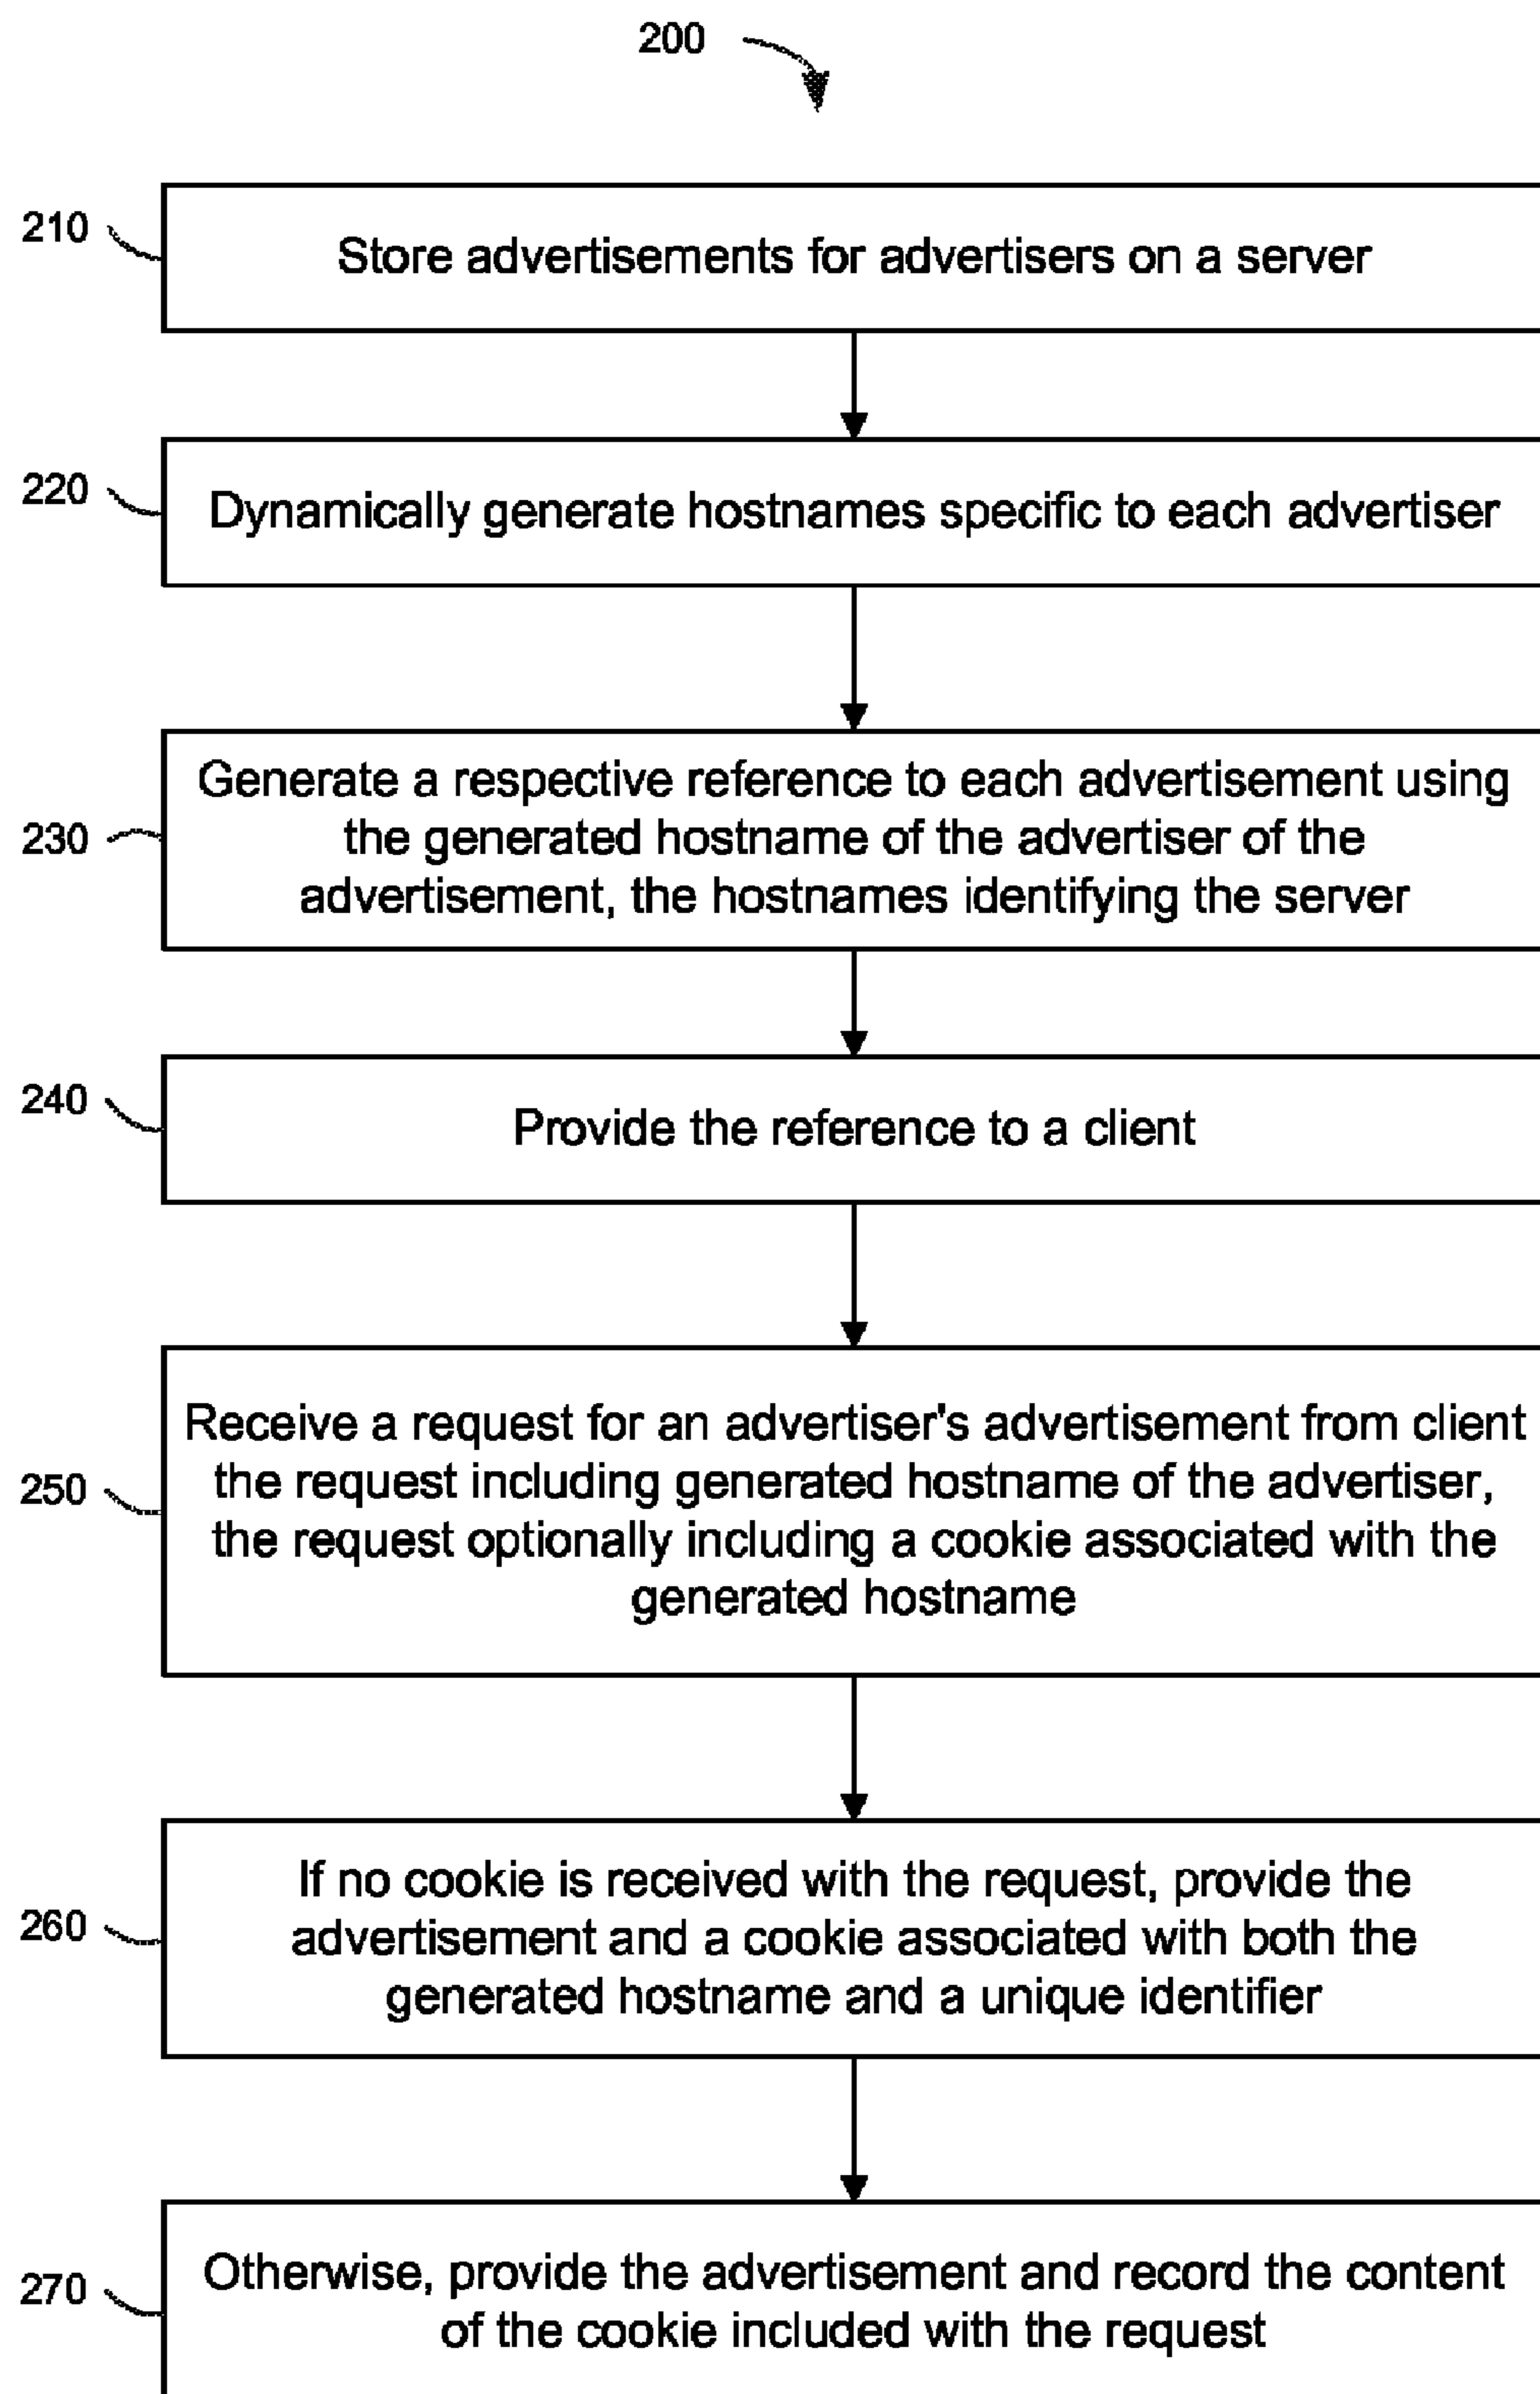 200
210
Store advertisements for advertisers on a server
220
Dynamically generate hostnames specific to each advertiser
230
Generate a respective reference to each advertisement using
the generated hostname of the advertiser of the
advertisement, the hostnames identifying the server
240
Provide the reference to a client
250
Receive a request for an advertiser's advertisement from client
the request including generated hostname of the advertiser,
the request optionally including a cookie associated with the
generated hostname
260
If no cookie is received with the request, provide the
advertisement and a cookie associated with both the
generated hostname and a unique identifier
270
Otherwise, provide the advertisement and record the content
of the cookie included with the request